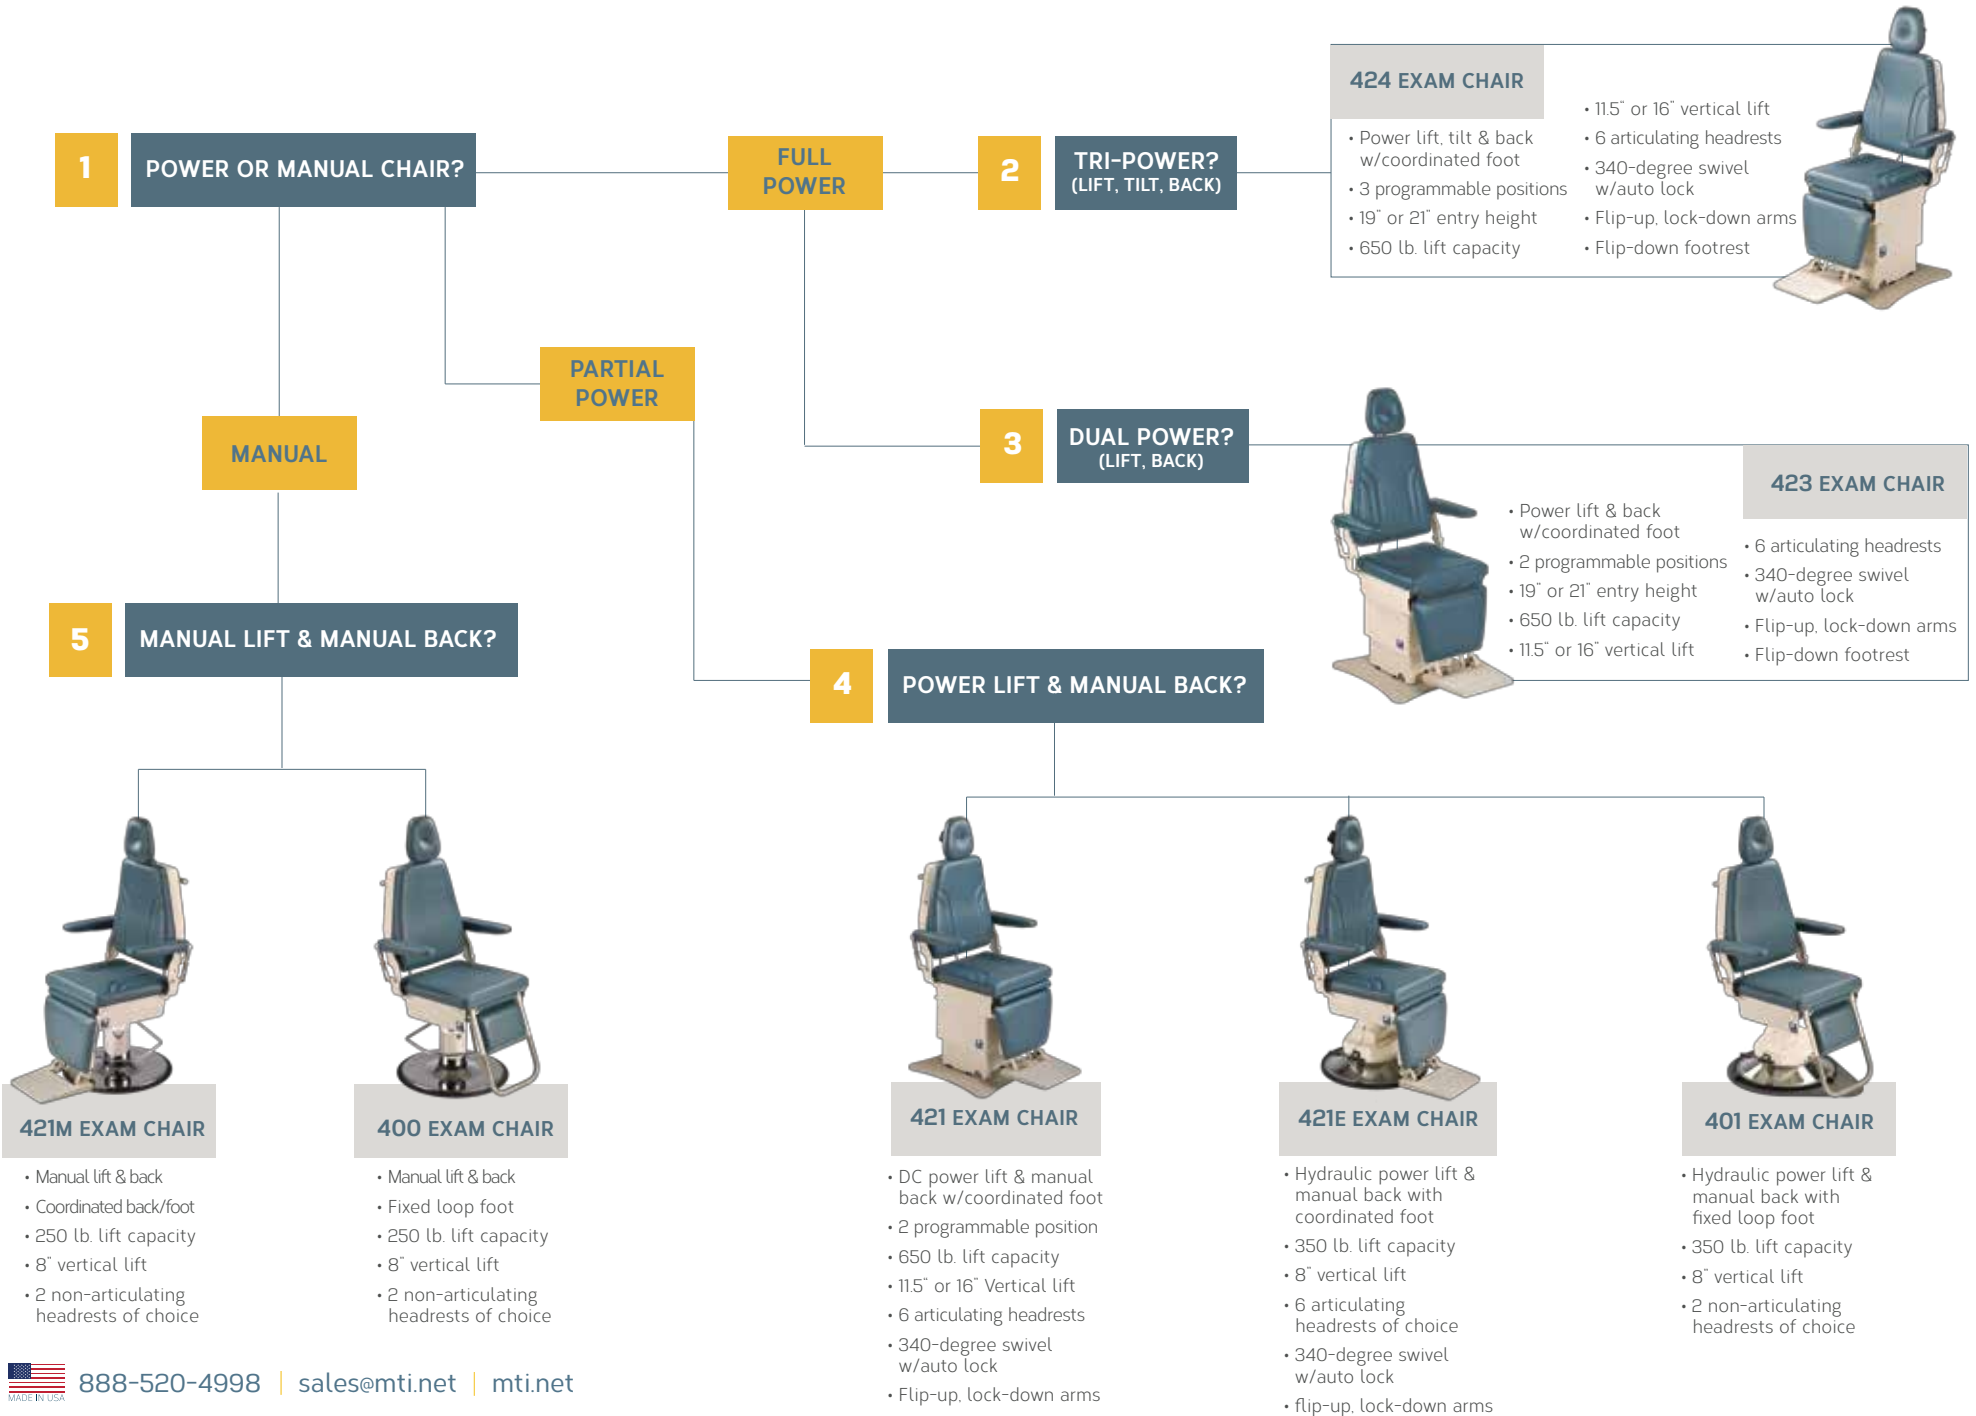 1
POWER OR MANUAL CHAIR?
FULL
POWER
2
TRI-POWER?
(LIFT, TILT, BACK)
424 EXAM CHAIR
• Power lift, tilt & back
w/coordinated foot
• 3 programmable positions
• 19" or 21" entry height
• 650 lb. lift capacity
• 11.5" or 16" vertical lift
• 6 articulating headrests
• 340-degree swivel
w/auto lock
• Flip-up, lock-down arms
• Flip-down footrest
PARTIAL
POWER
MANUAL
3
DUAL POWER?
(LIFT, BACK)
423 EXAM CHAIR
• Power lift & back
w/coordinated foot
• 2 programmable positions
• 19" or 21" entry height
• 650 lb. lift capacity
• 11.5" or 16" vertical lift
• 6 articulating headrests
• 340-degree swivel
w/auto lock
• Flip-up, lock-down arms
• Flip-down footrest
5
MANUAL LIFT & MANUAL BACK?
4
POWER LIFT & MANUAL BACK?
421M EXAM CHAIR
• Manual lift & back
• Coordinated back/foot
• 250 lb. lift capacity
• 8" vertical lift
• 2 non-articulating
headrests of choice
400 EXAM CHAIR
• Manual lift & back
• Fixed loop foot
• 250 lb. lift capacity
• 8" vertical lift
• 2 non-articulating
headrests of choice
421 EXAM CHAIR
• DC power lift & manual
back w/coordinated foot
• 2 programmable position
• 650 lb. lift capacity
• 11.5" or 16" Vertical lift
• 6 articulating headrests
• 340-degree swivel
w/auto lock
• Flip-up, lock-down arms
421E EXAM CHAIR
• Hydraulic power lift &
manual back with
coordinated foot
• 350 lb. lift capacity
• 8" vertical lift
• 6 articulating
headrests of choice
• 340-degree swivel
w/auto lock
• flip-up, lock-down arms
401 EXAM CHAIR
• Hydraulic power lift &
manual back with
fixed loop foot
• 350 lb. lift capacity
• 8" vertical lift
• 2 non-articulating
headrests of choice
MADE IN USA
888-520-4998 | sales@mti.net | mti.net